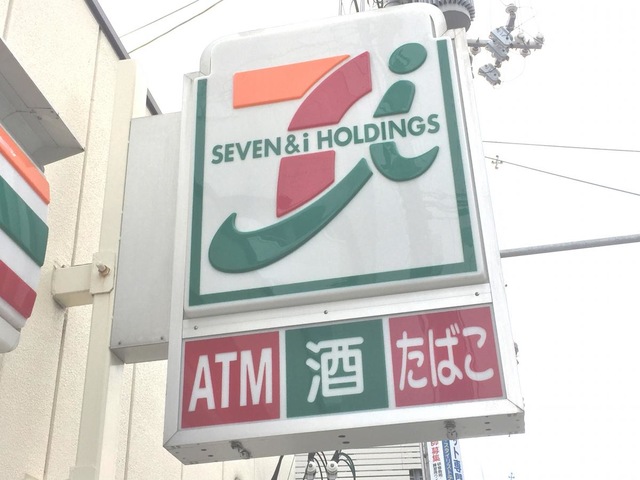 SEVEN & i HOLDINGS
ATM
酒
たばこ